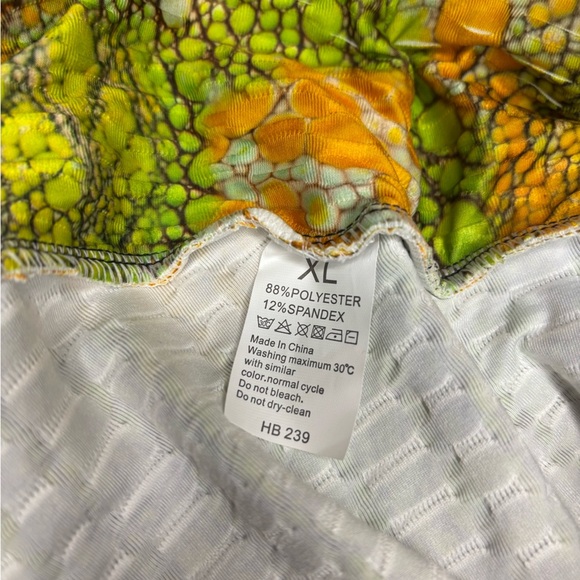 XL
88%POLYESTER
12%SPANDEX
Made In China
Washing maximum 30℃
with similar
color.normal cycle
Do not bleach.
Do not dry-clean
HB 239